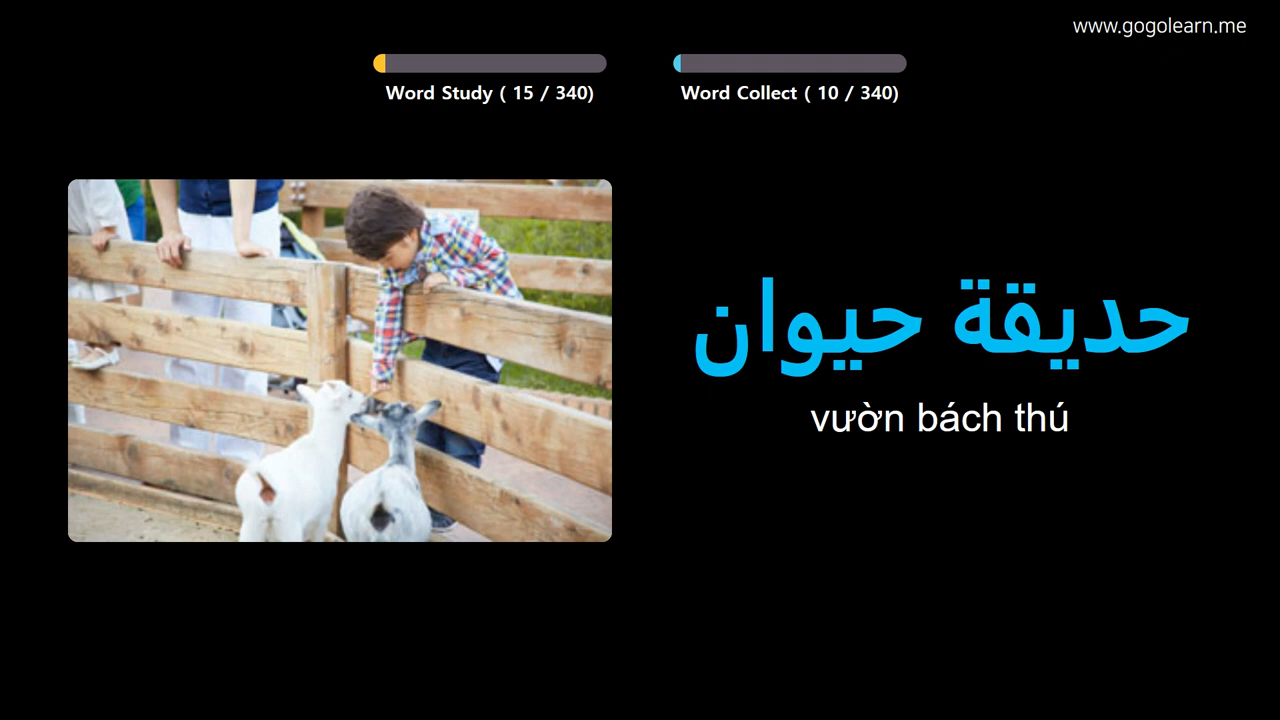 www.gogolearn.me
Word Study ( 15 / 340)
Word Collect ( 10 / 340)
حديقة حيوان
vườn bách thú